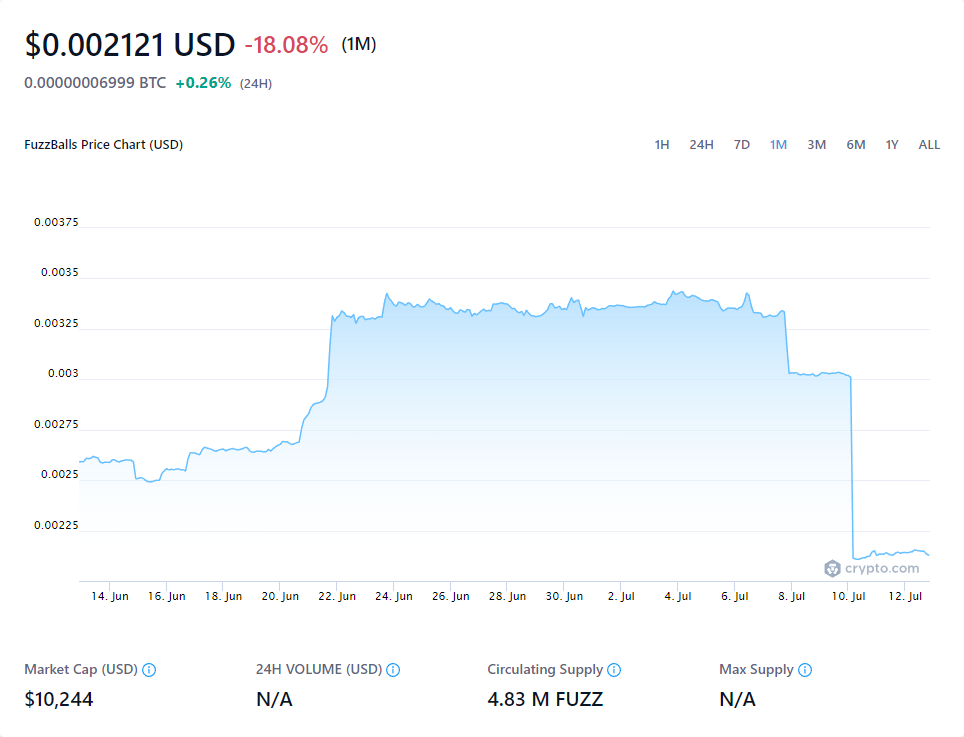 $0.002121 USD -18.08% (1M)
0.00000006999 BTC +0.26% (24H)
FuzzBalls Price Chart (USD) 1H 24H 7D 1M 3M 6M 1Y ALL
0.00375
0.0035
0.00325
0.003
0.00275
0.0025
0.00225
crypto.com
14. Jun 16. Jun 18. Jun 20. Jun 22. Jun 24. Jun 26. Jun 28. Jun 30. Jun 2. Jul 4. Jul 6. Jul 8. Jul 10. Jul 12. Jul
Market Cap (USD) 24H VOLUME (USD) Circulating Supply Max Supply
$10,244 N/A 4.83 M FUZZ N/A